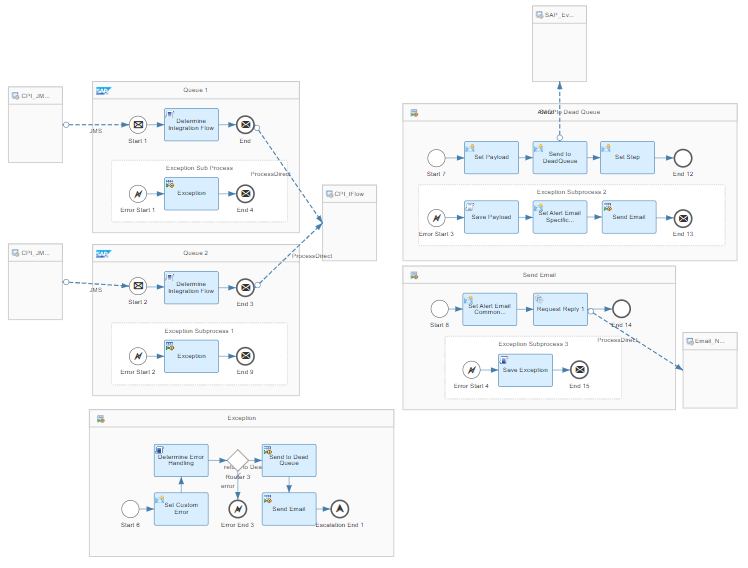 SAP_Ev...
CPI_JM...
SAP
Queue 1
JMS
Start 1
Determine
Integration Flow
End
Exception Sub Process
Error Start 1
Exception
End 4
ProcessDirect
CPI_IFlow
CPI_JM...
SAP
Queue 2
JMS
Start 2
Determine
Integration Flow
End 3
ProcessDirect
Exception Subprocess 1
Error Start 2
Exception
End 9
Dead Queue
Start 7
Set Payload
Send to
DeadQueue
Set Step
End 12
Exception Subprocess 2
Error Start 3
Save Payload
Set Alert Email
Specific...
Send Email
End 13
Send Email
Start 8
Set Alert Email
Common...
Request Reply 1
End 14
ProcessDirect
Email_N...
Exception Subprocess 3
Error Start 4
Save Exception
End 15
Exception
Determine Error
Handling
Router 3
error
Send to Dead
Queue
Start 6
Set Custom
Error
Error End 3
Send Email
Escalation End 1